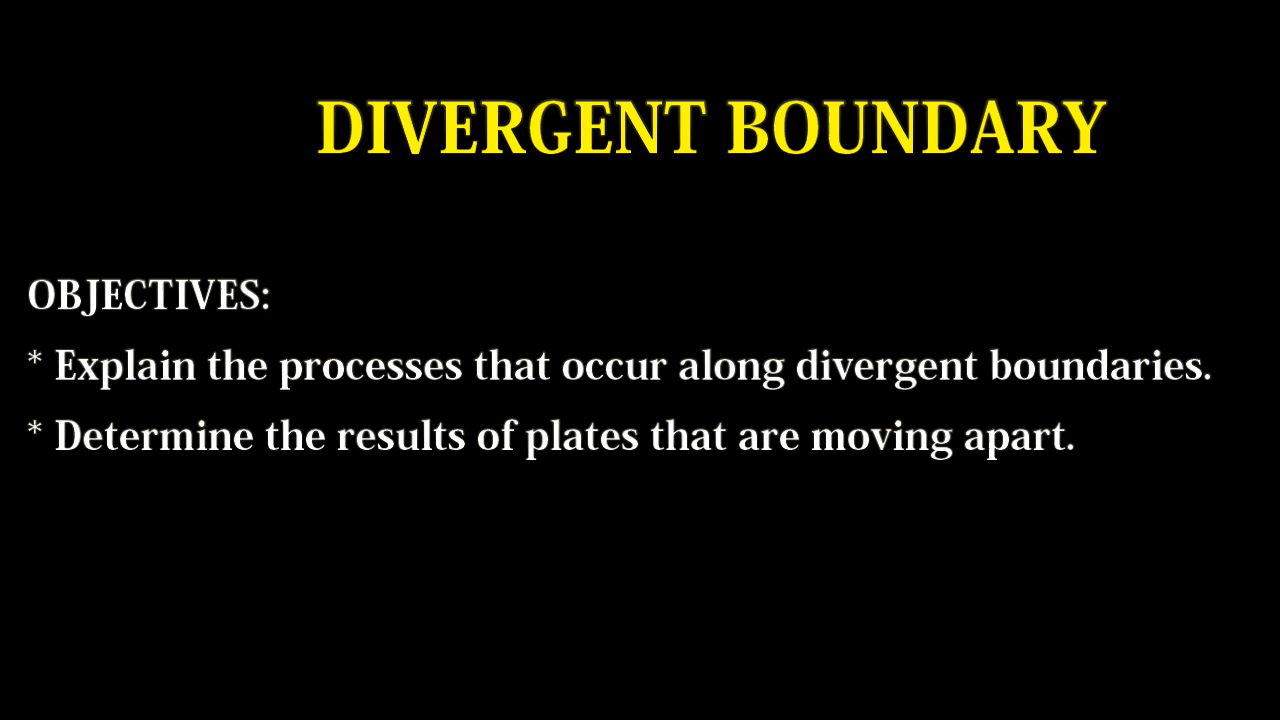 DIVERGENT BOUNDARY
OBJECTIVES:
* Explain the processes that occur along divergent boundaries.
* Determine the results of plates that are moving apart.